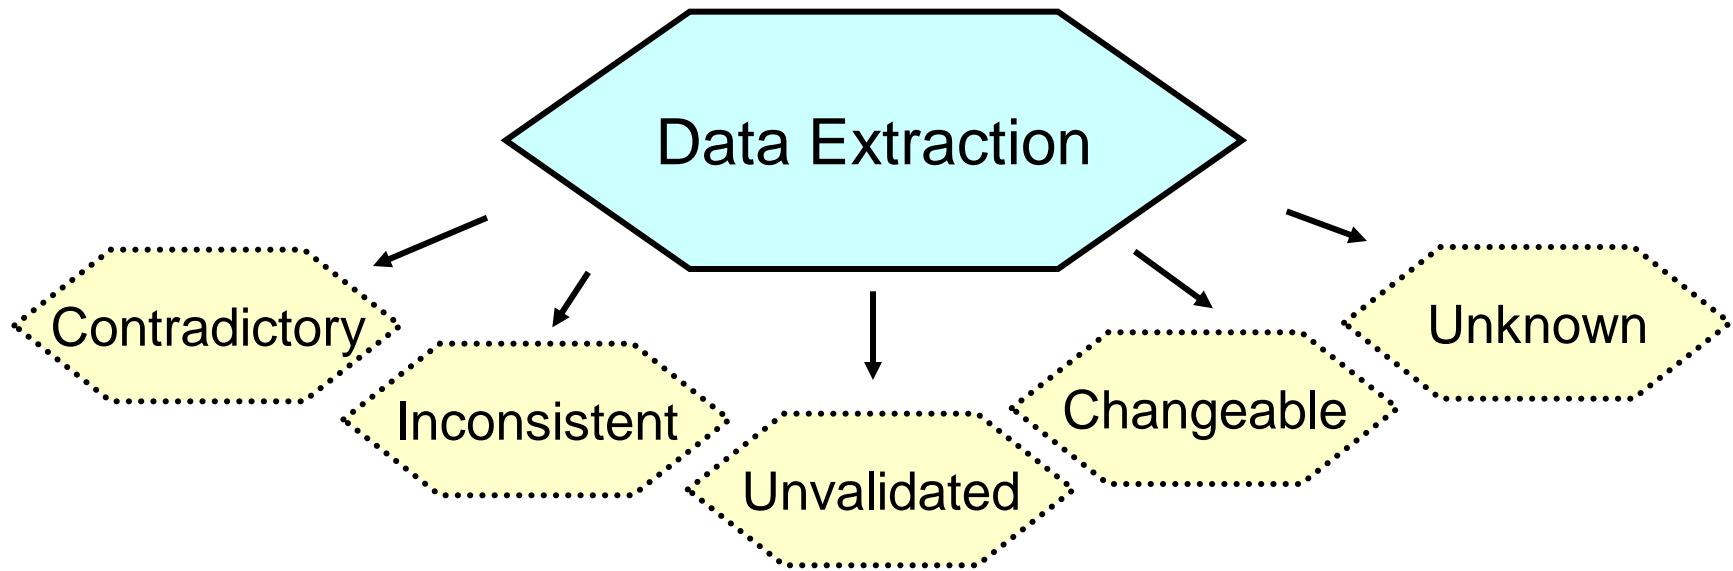 Data Extraction
Contradictory
Inconsistent
Unvalidated
Changeable
Unknown